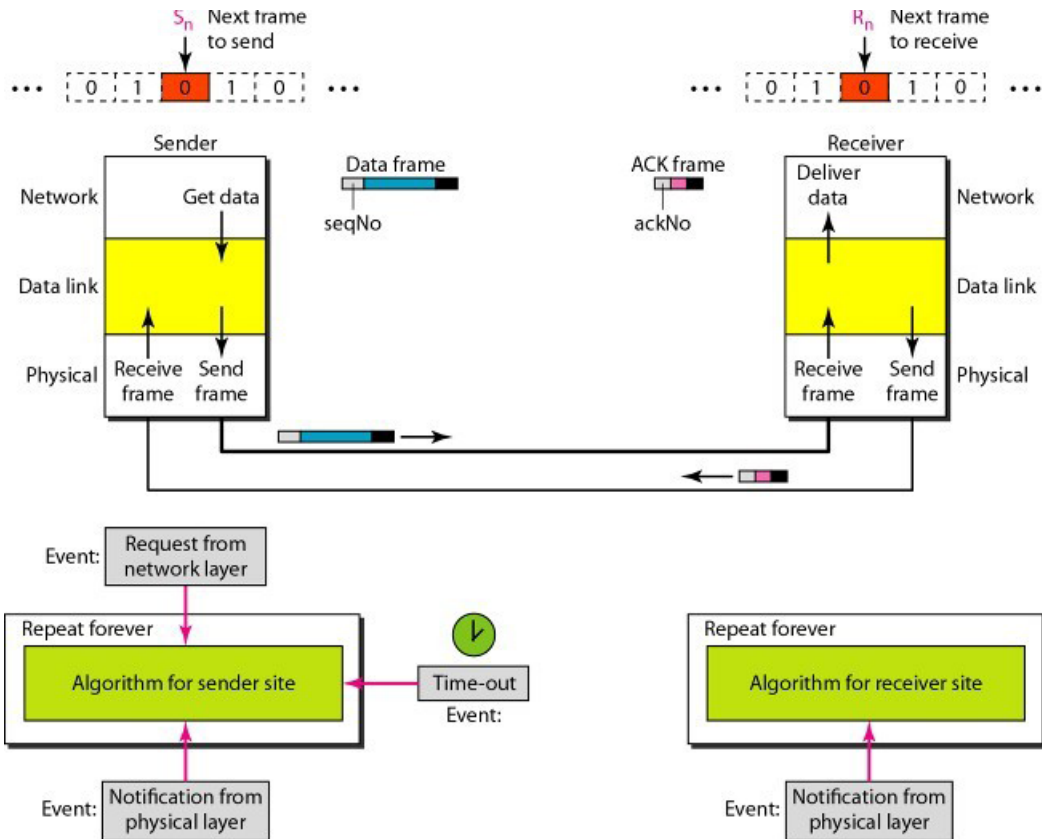 Sn Next frame
to send
Rn Next frame
to receive
... 0 1 0 1 0 ...
... 0 1 0 1 0 ...
Sender
Receiver
Data frame
ACK frame
seqNo
ackNo
Network
Get data
Deliver
data
Network
Data link
Data link
Physical
Receive
frame
Send
frame
Receive
frame
Send
frame
Physical
Event:
Request from
network layer
Repeat forever
Algorithm for sender site
Time-out
Event:
Event:
Notification from
physical layer
Repeat forever
Algorithm for receiver site
Event:
Notification from
physical layer